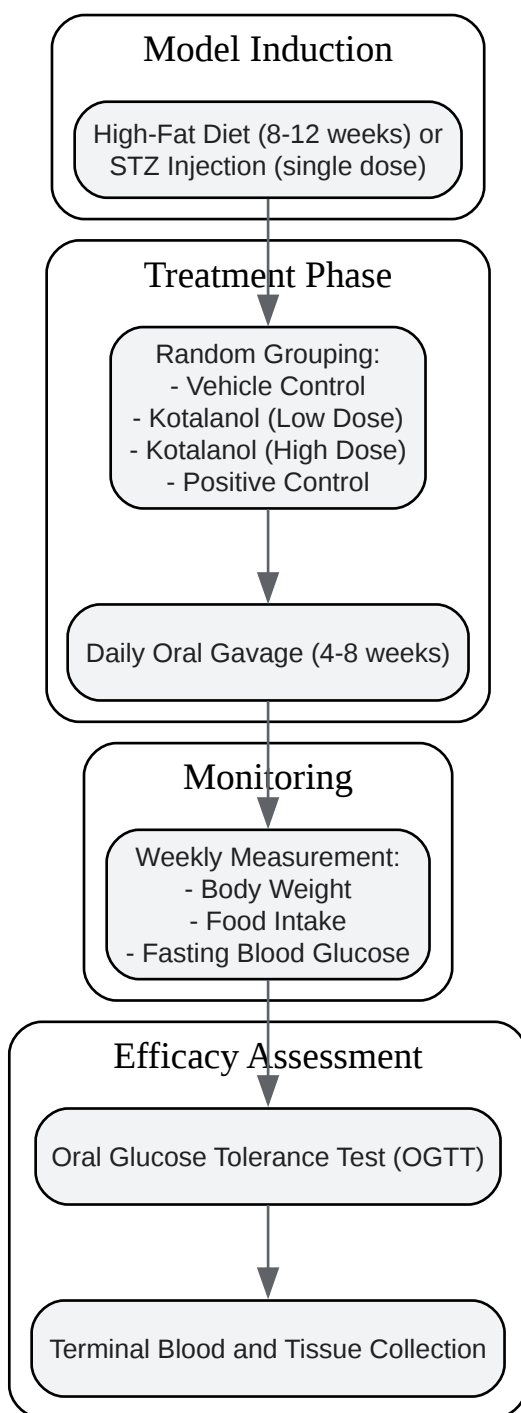 Model Induction
High-Fat Diet (8-12 weeks) or
STZ Injection (single dose)
Treatment Phase
Random Grouping:
- Vehicle Control
- Kotalanol (Low Dose)
- Kotalanol (High Dose)
- Positive Control
Daily Oral Gavage (4-8 weeks)
Monitoring
Weekly Measurement:
- Body Weight
- Food Intake
- Fasting Blood Glucose
Efficacy Assessment
Oral Glucose Tolerance Test (OGTT)
Terminal Blood and Tissue Collection